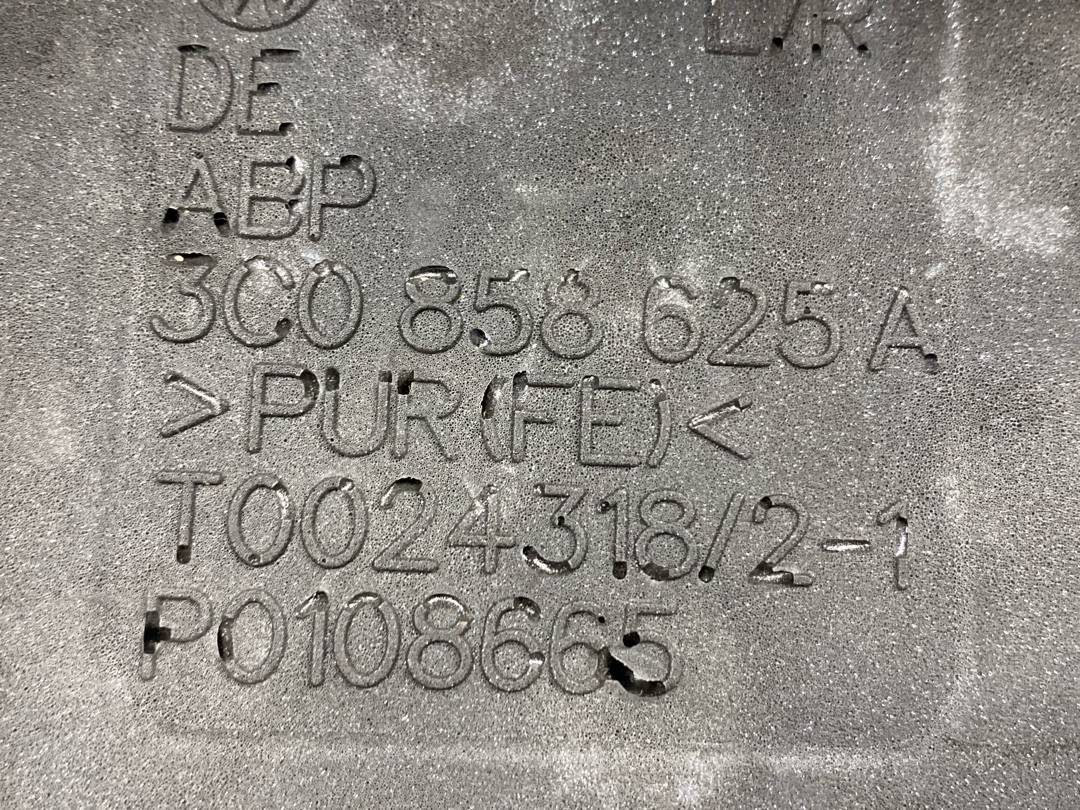 L/R
DE
ABP
3C0 858 625 A
>PUR(FE)<
T0024318/2-1
P0108665